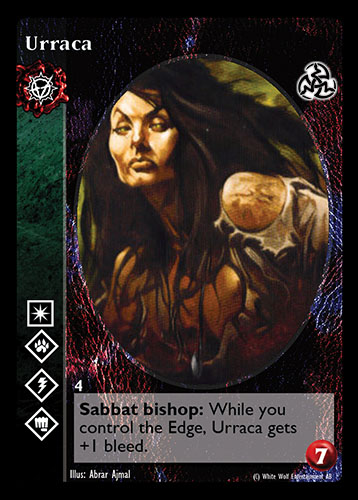 Urraca
4
Sabbat bishop: While you
control the Edge, Urraca gets
+1 bleed.
7
Illus: Abrar Ajmal
(C) White Wolf Entertainment AB